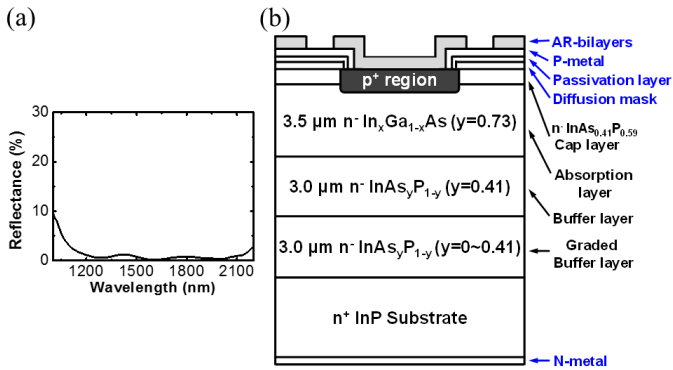 (a)
(b)
30
20
10
0
Reflectance (%)
1200 1500 1800 2100
Wavelength (nm)
AR-bilayers
P-metal
Passivation layer
Diffusion mask
p+ region
n- InAs0.41P0.59
Cap layer
3.5 µm n- InxGa1-xAs (y=0.73)
Absorption
layer
3.0 µm n- InAsyP1-y (y=0.41)
Buffer layer
3.0 µm n- InAsyP1-y (y=0~0.41)
Graded
Buffer layer
n+ InP Substrate
N-metal